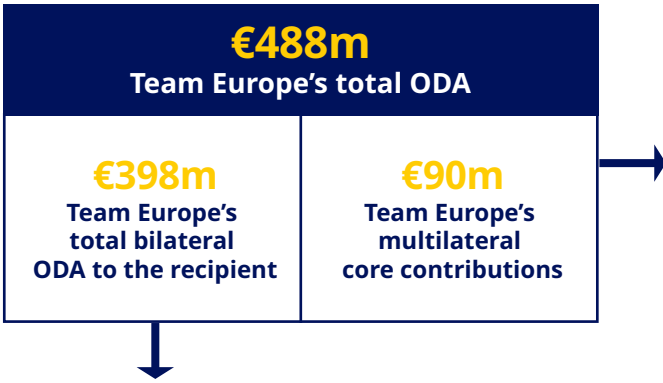 €488m
Team Europe's total ODA
€398m
Team Europe's
total bilateral
ODA to the recipient
€90m
Team Europe's
multilateral
core contributions